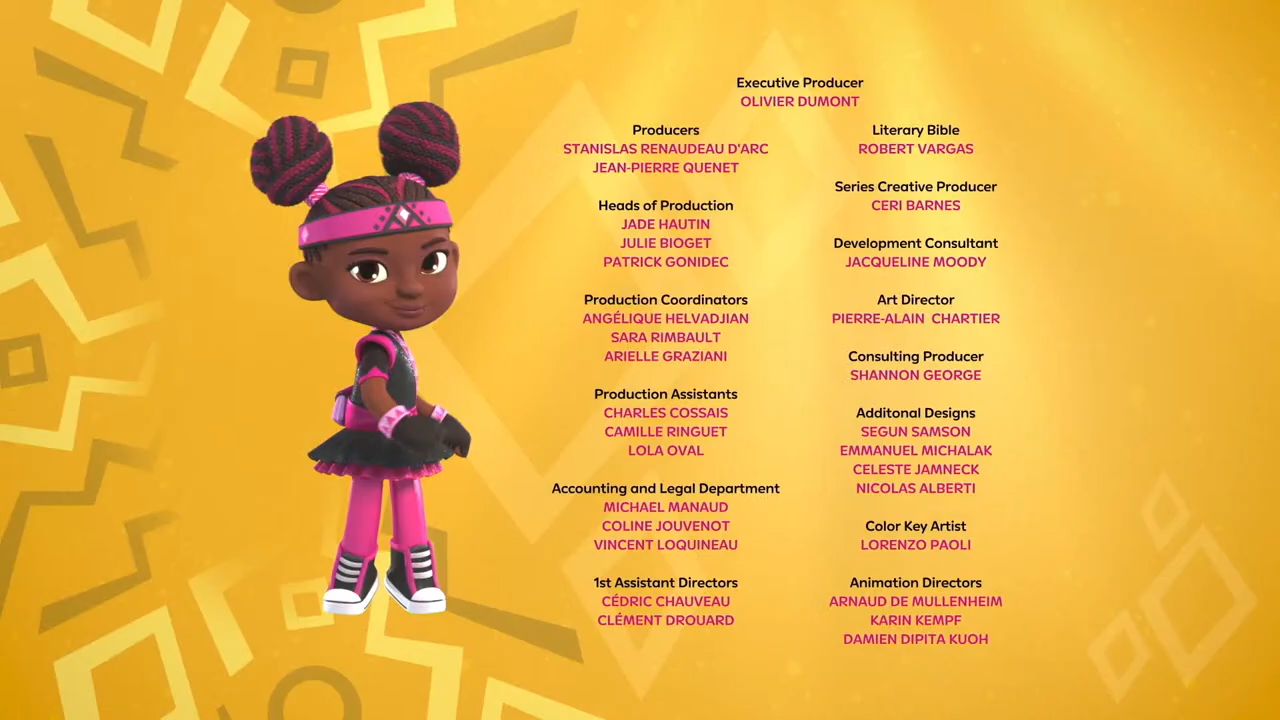 Executive Producer
OLIVIER DUMONT
Producers
STANISLAS RENAUDEAU D'ARC
JEAN-PIERRE QUENET
Heads of Production
JADE HAUTIN
JULIE BIOGET
PATRICK GONIDEC
Production Coordinators
ANGÉLIQUE HELVADJIAN
SARA RIMBAULT
ARIELLE GRAZIANI
Production Assistants
CHARLES COSSAIS
CAMILLE RINGUET
LOLA OVAL
Accounting and Legal Department
MICHAEL MANAUD
COLINE JOUVENOT
VINCENT LOQUINEAU
1st Assistant Directors
CÉDRIC CHAUVEAU
CLÉMENT DROUARD
Literary Bible
ROBERT VARGAS
Series Creative Producer
CERI BARNES
Development Consultant
JACQUELINE MOODY
Art Director
PIERRE-ALAIN  CHARTIER
Consulting Producer
SHANNON GEORGE
Additonal Designs
SEGUN SAMSON
EMMANUEL MICHALAK
CELESTE JAMNECK
NICOLAS ALBERTI
Color Key Artist
LORENZO PAOLI
Animation Directors
ARNAUD DE MULLENHEIM
KARIN KEMPF
DAMIEN DIPITA KUOH